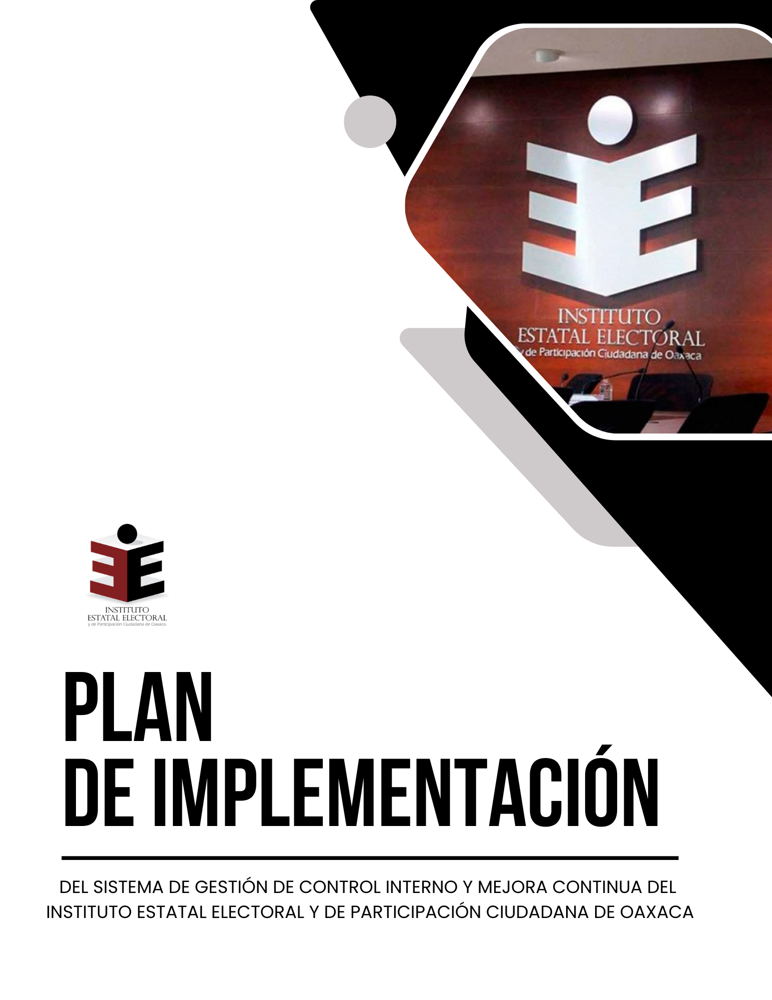 INSTITUTO
ESTATAL ELECTORAL
y de Participación Ciudadana de Oaxaca
INSTITUTO
ESTATAL ELECTORAL
y de Participación Ciudadana de Oaxaca.
PLAN
DE IMPLEMENTACIÓN
DEL SISTEMA DE GESTIÓN DE CONTROL INTERNO Y MEJORA CONTINUA DEL
INSTITUTO ESTATAL ELECTORAL Y DE PARTICIPACIÓN CIUDADANA DE OAXACA